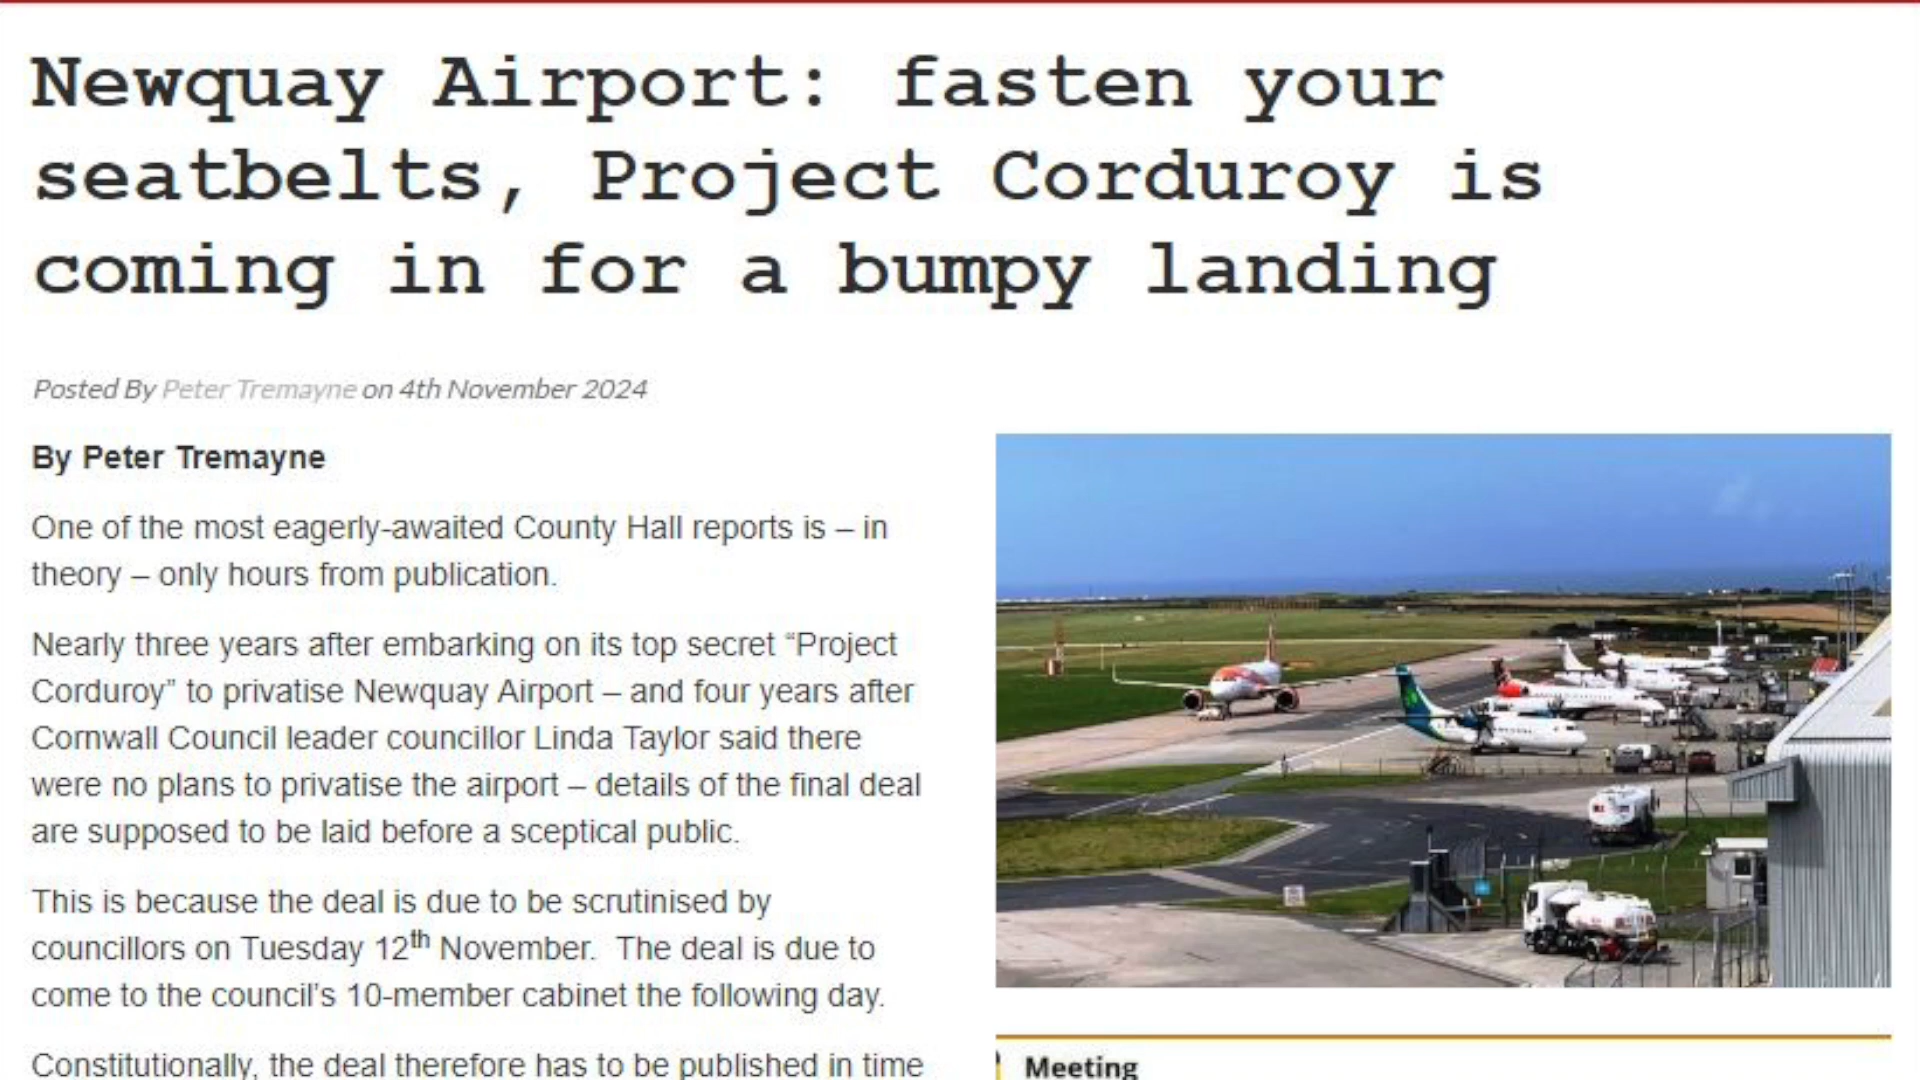 Newquay Airport: fasten your
seatbelts, Project Corduroy is
coming in for a bumpy landing
Posted By Peter Tremayne on 4th November 2024
By Peter Tremayne
One of the most eagerly-awaited County Hall reports is – in
theory – only hours from publication.
Nearly three years after embarking on its top secret “Project
Corduroy” to privatise Newquay Airport – and four years after
Cornwall Council leader councillor Linda Taylor said there
were no plans to privatise the airport – details of the final deal
are supposed to be laid before a sceptical public.
This is because the deal is due to be scrutinised by
councillors on Tuesday 12th November.  The deal is due to
come to the council’s 10-member cabinet the following day.
Constitutionally, the deal therefore has to be published in time
Meeting